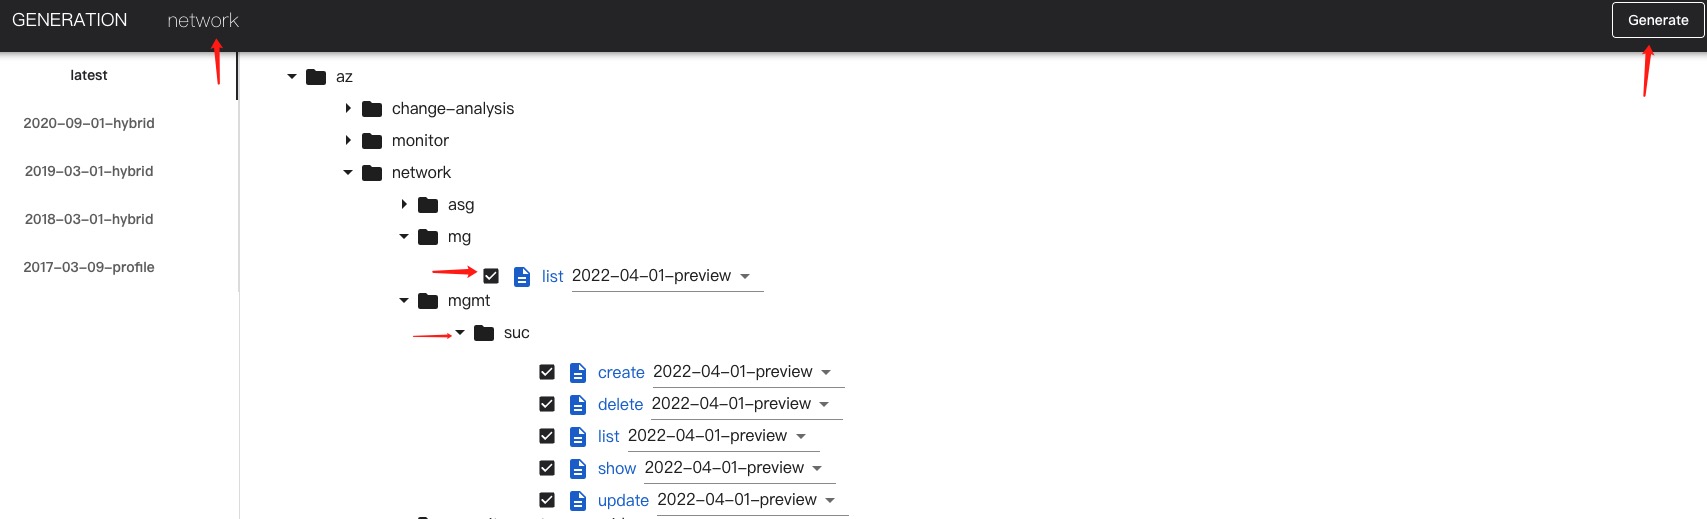 GENERATION network Generate
latest
2020-09-01-hybrid
2019-03-01-hybrid
2018-03-01-hybrid
2017-03-09-profile
az
change-analysis
monitor
network
asg
mg
list 2022-04-01-preview
mgmt
suc
create 2022-04-01-preview
delete 2022-04-01-preview
list 2022-04-01-preview
show 2022-04-01-preview
update 2022-04-01-preview